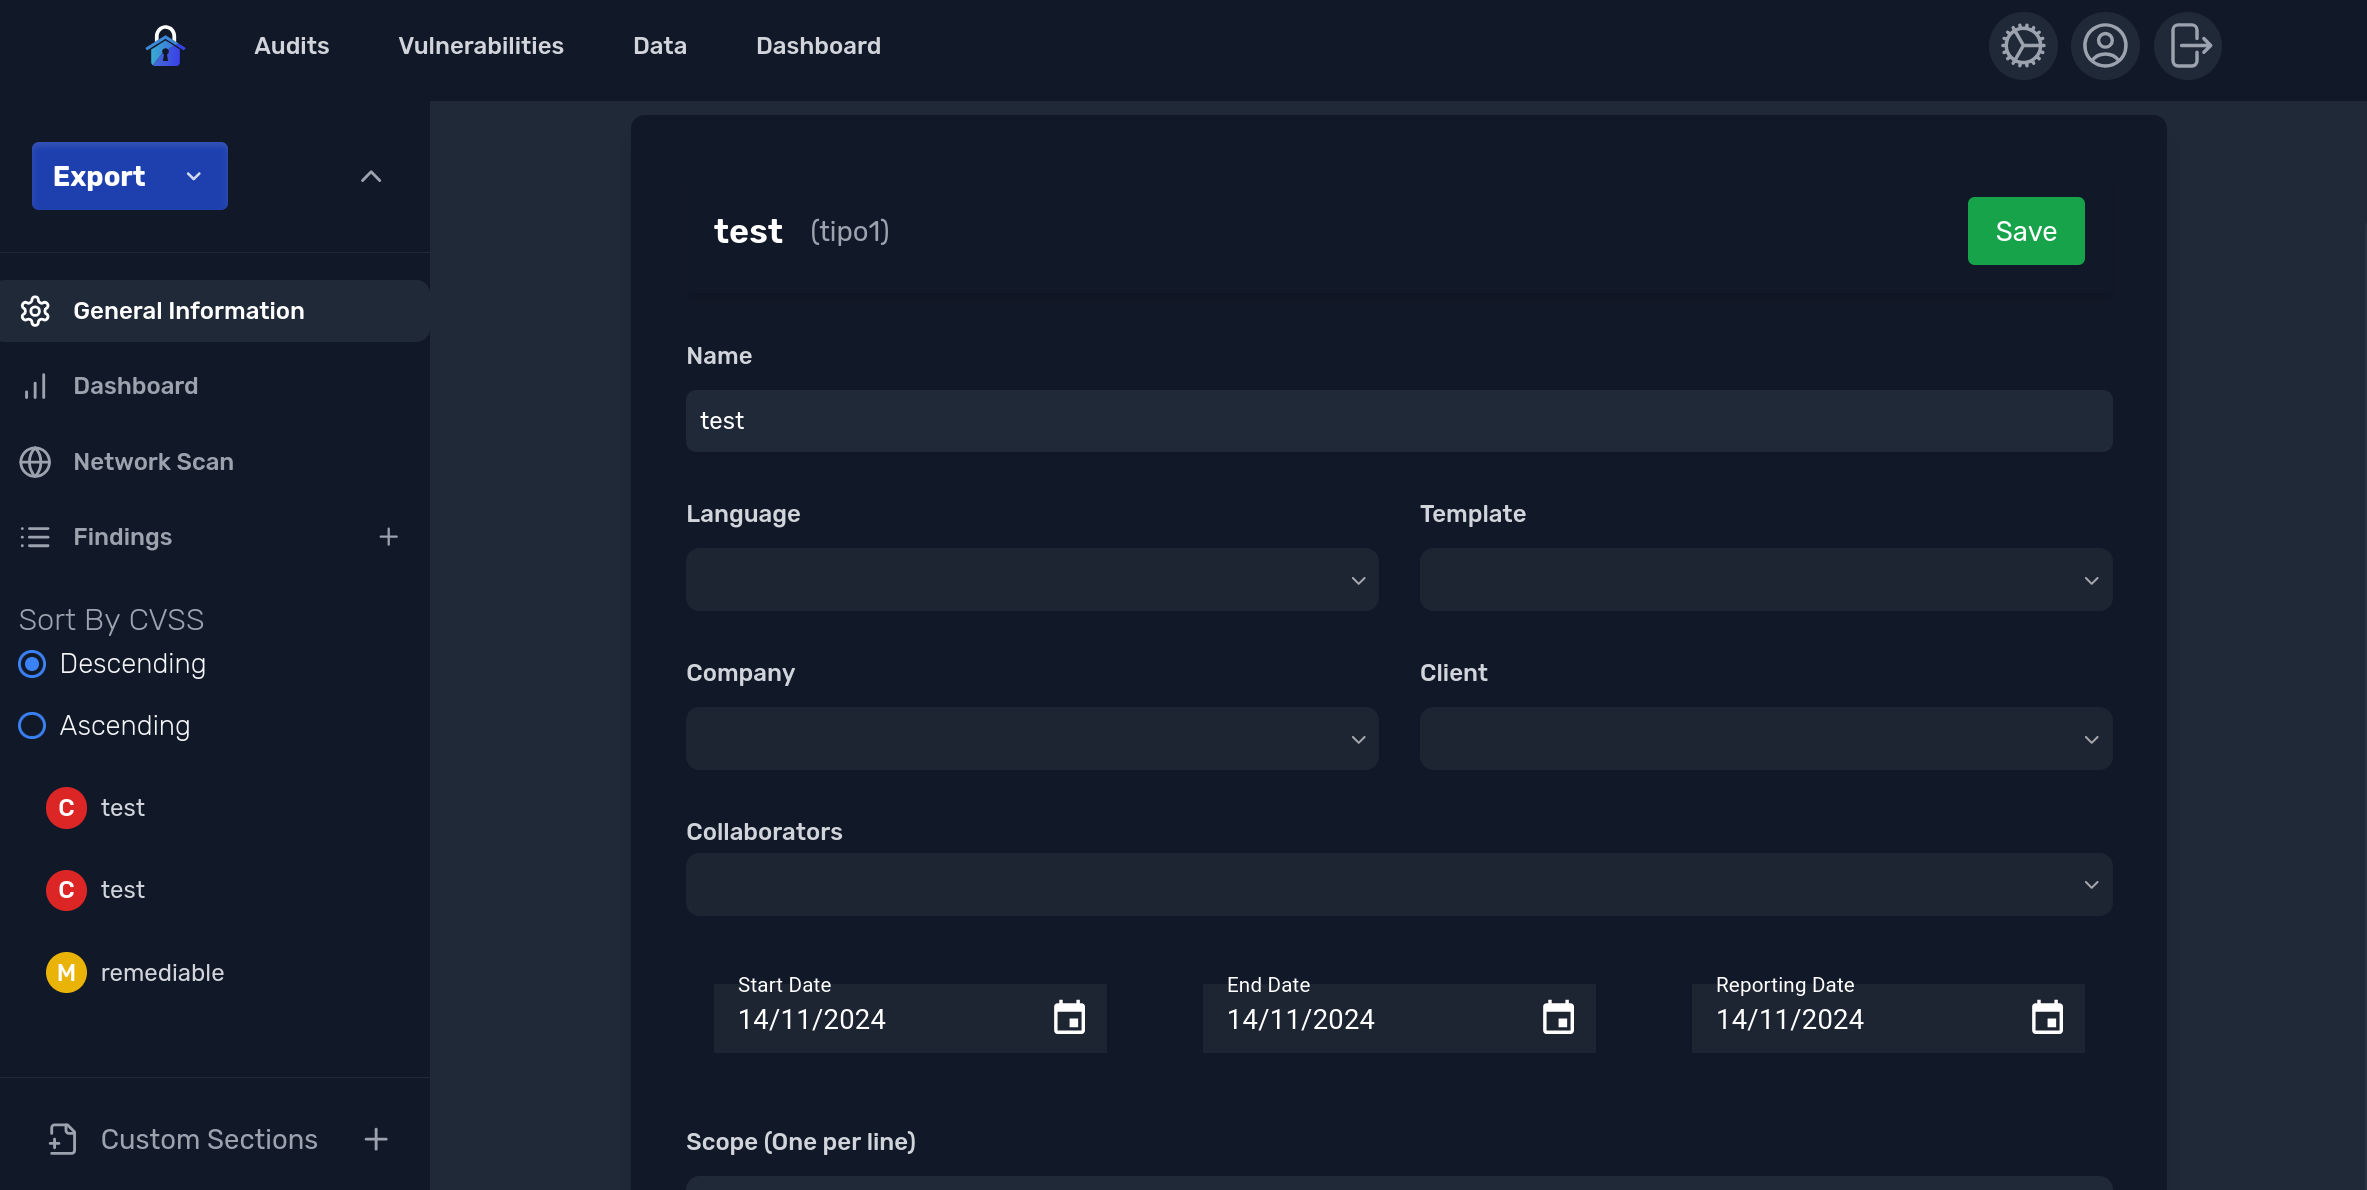 Audits
Vulnerabilities
Data
Dashboard
Export
General Information
Dashboard
Network Scan
Findings
Sort By CVSS
Descending
Ascending
C test
C test
M remediable
Custom Sections
test (tipo1)
Save
Name
test
Language
Template
Company
Client
Collaborators
Start Date
14/11/2024
End Date
14/11/2024
Reporting Date
14/11/2024
Scope (One per line)